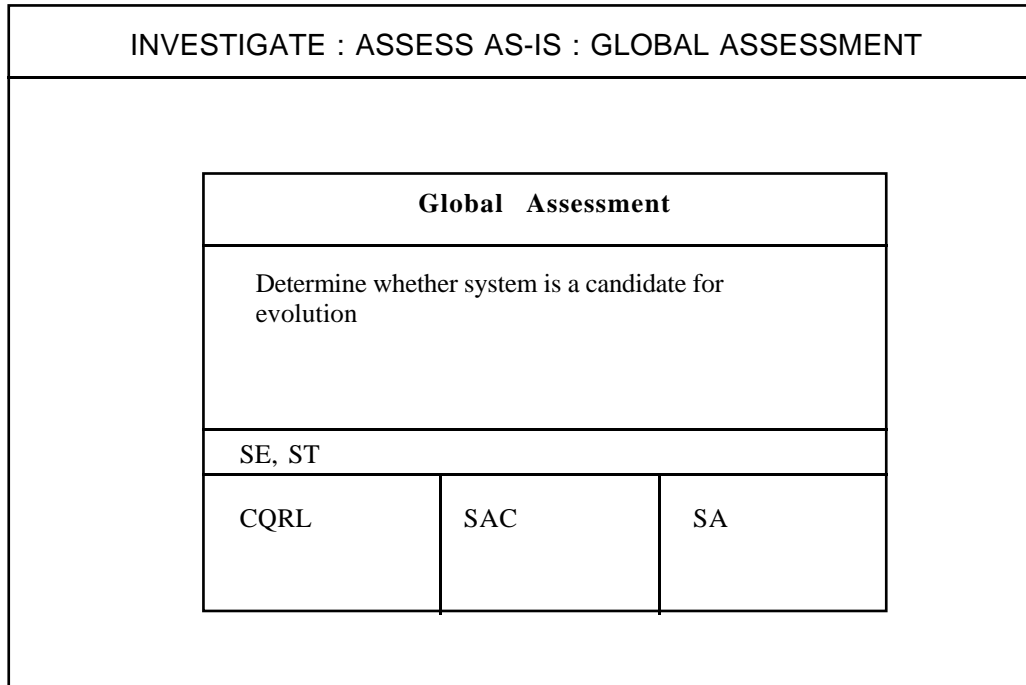 INVESTIGATE : ASSESS AS-IS : GLOBAL ASSESSMENT
Global Assessment
Determine whether system is a candidate for
evolution
SE, ST
CQRL SAC SA